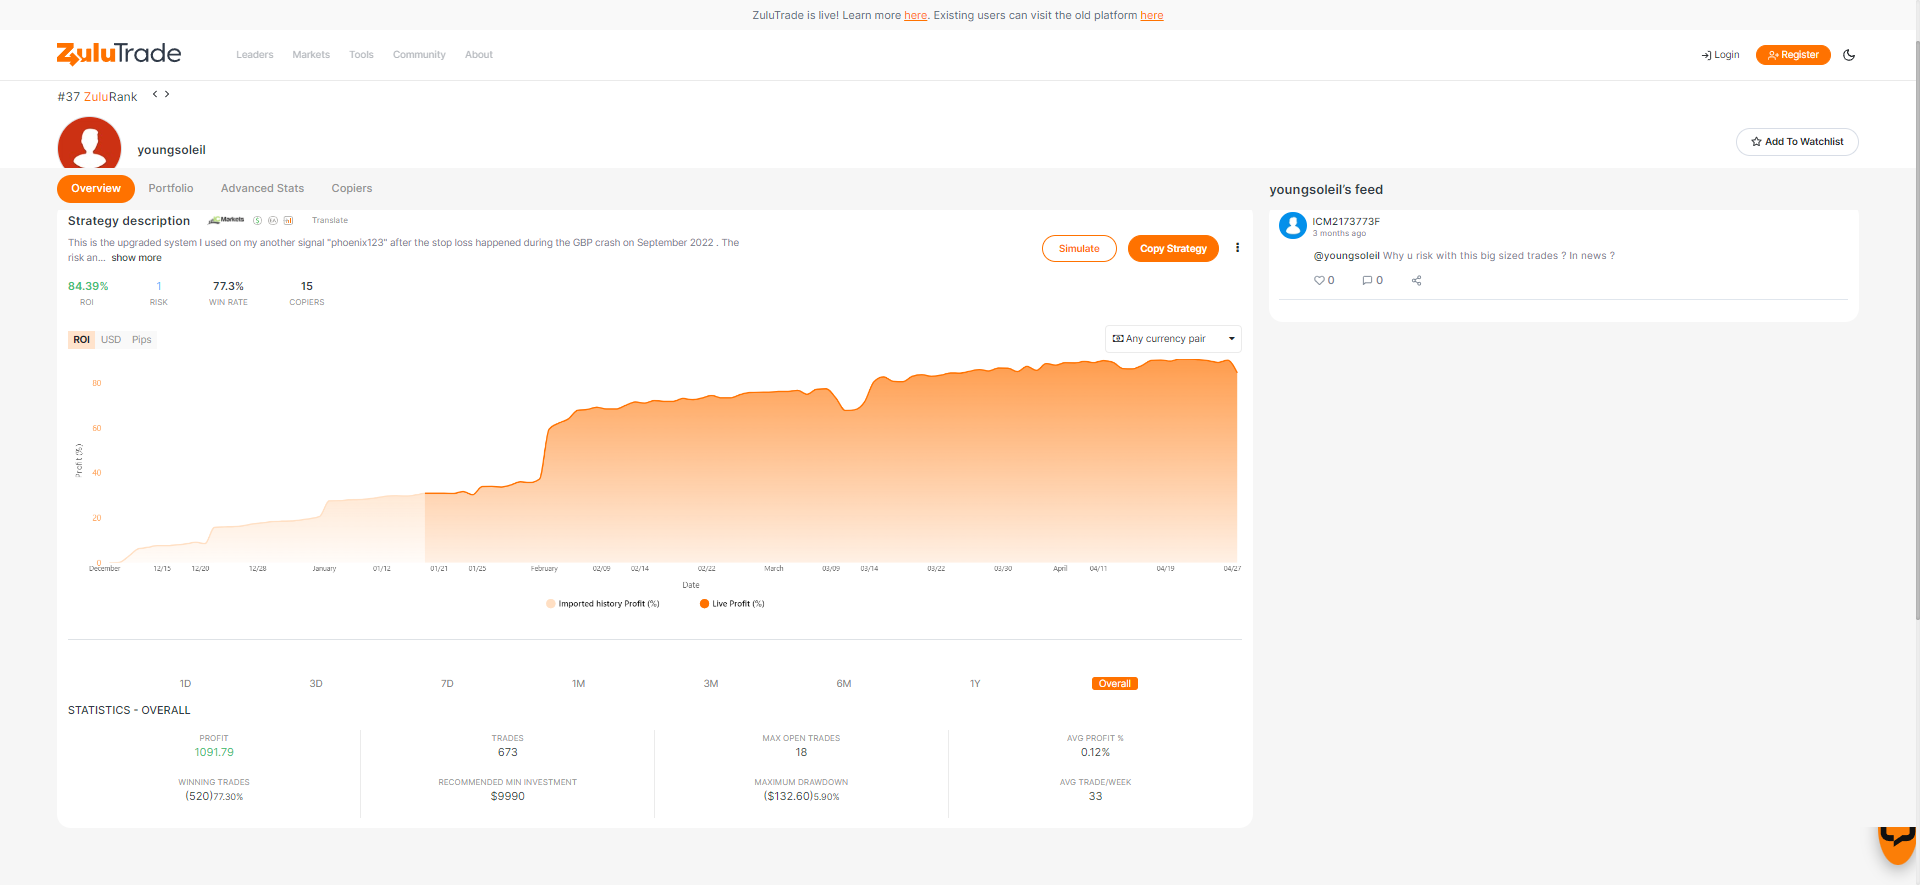 ZuluTrade is live! Learn more here. Existing users can visit the old platform here
ZuluTrade
Leaders Markets Tools Community About
Login Register
#37 ZuluRank < >
youngsoleil
Add To Watchlist
Overview Portfolio Advanced Stats Copiers
Strategy description Markets Translate
This is the upgraded system I used on my another signal "phoenix123" after the stop loss happened during the GBP crash on September 2022 . The
risk an... show more
Simulate Copy Strategy
84.39% 1 77.3% 15
ROI RISK WIN RATE COPIERS
ROI USD Pips
Any currency pair
80
60
40
20
0
Profit (%)
December 12/15 12/20 12/28 January 01/12 01/21 01/25 February 02/09 02/14 02/22 March 03/09 03/14 03/22 03/30 April 04/11 04/19 04/27
Date
Imported history Profit (%) Live Profit (%)
1D 3D 7D 1M 3M 6M 1Y Overall
STATISTICS - OVERALL
PROFIT TRADES MAX OPEN TRADES AVG PROFIT %
1091.79 673 18 0.12%
WINNING TRADES RECOMMENDED MIN INVESTMENT MAXIMUM DRAWDOWN AVG TRADE/WEEK
(520)77.30% $9990 ($132.60)5.90% 33
youngsoleil's feed
ICM2173773F
3 months ago
@youngsoleil Why u risk with this big sized trades ? In news ?
0 0